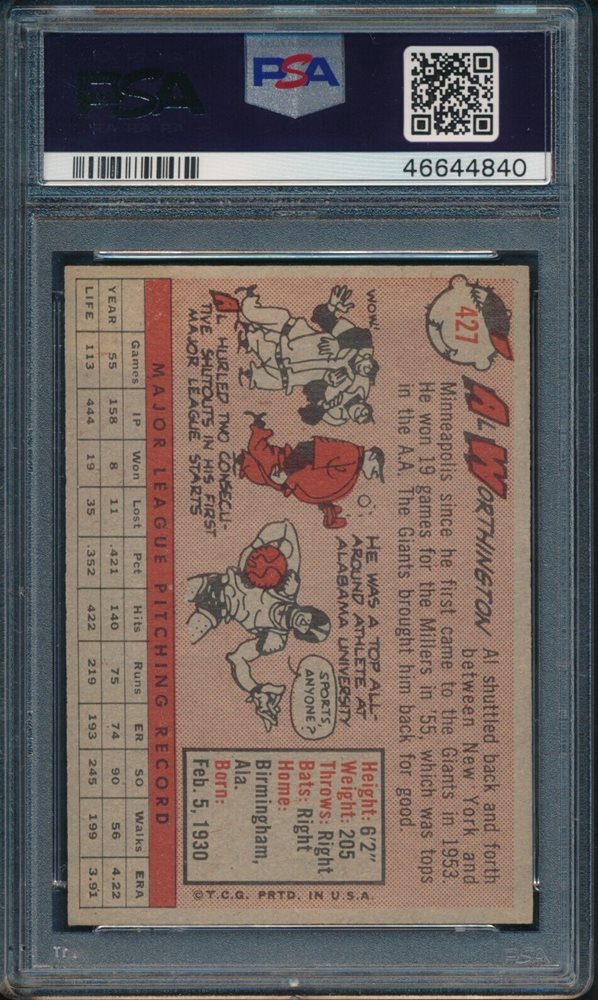 PSA
PSA
46644840
427
AL WORTHINGTON
Al shuttled back and forth
between New York and
Minneapolis since he first came to the Giants in 1953.
He won 19 games for the Millers in '55 which was tops
in the A.A. The Giants brought him back for good.
WOW!
AL HURLED TWO CONSECU-
TIVE SHUTOUTS IN HIS FIRST
MAJOR LEAGUE STARTS
HE WAS A TOP ALL-
AROUND ATHLETE AT
ALABAMA UNIVERSITY
SPORTS,
ANYONE?
Height: 6'2"
Weight: 205
Throws: Right
Bats: Right
Home:
Birmingham,
Ala.
Born:
Feb. 5, 1930
©T.C.G. PRTD. IN U.S.A.
MAJOR LEAGUE PITCHING RECORD
Games IP Won Lost Pct Hits Runs ER SO Walks ERA
YEAR 55 158 8 11 .421 140 75 74 90 56 4.22
LIFE 113 444 19 35 .352 422 219 193 245 199 3.91
PSA